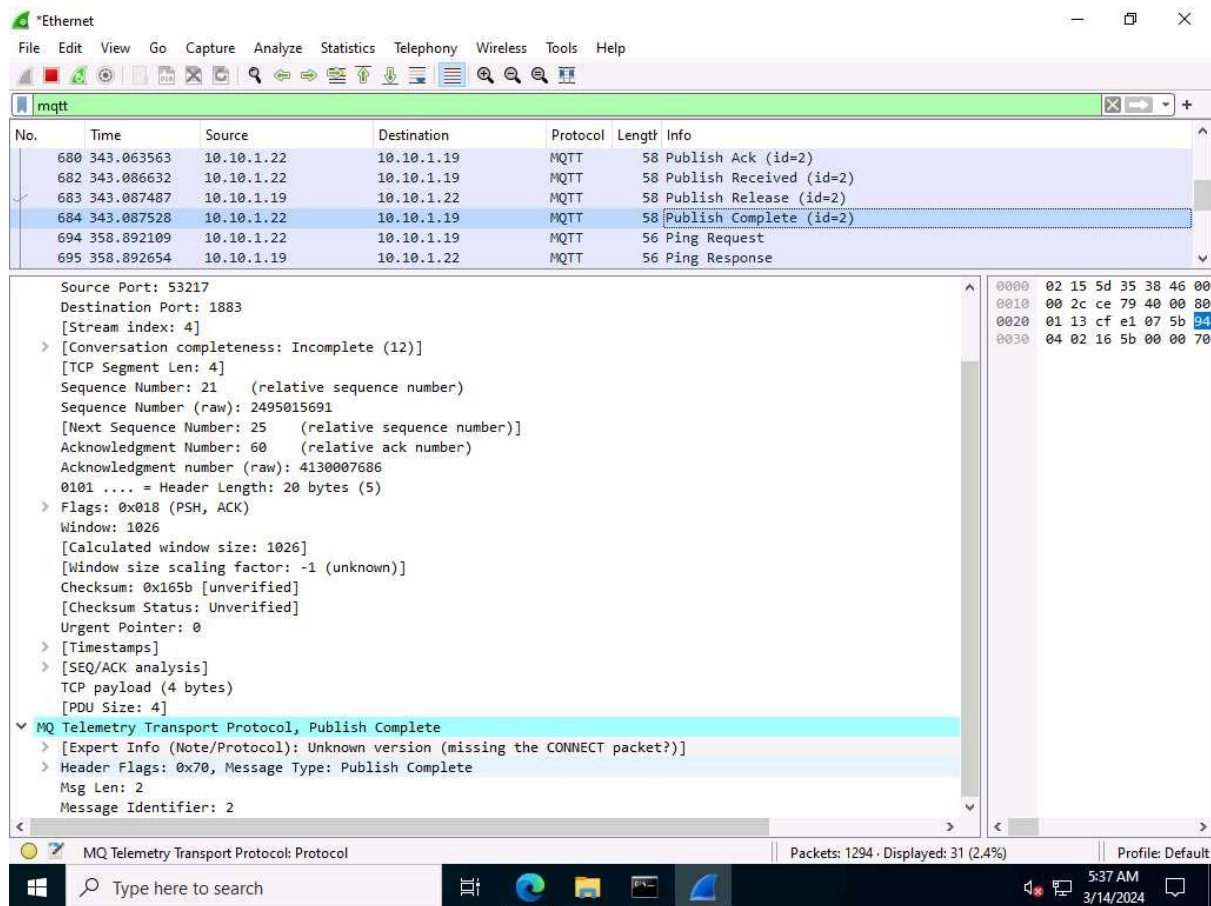 *Ethernet
File Edit View Go Capture Analyze Statistics Telephony Wireless Tools Help
mqtt
No. Time Source Destination Protocol Length Info
680 343.063563 10.10.1.22 10.10.1.19 MQTT 58 Publish Ack (id=2)
682 343.086632 10.10.1.22 10.10.1.19 MQTT 58 Publish Received (id=2)
683 343.087487 10.10.1.19 10.10.1.22 MQTT 58 Publish Release (id=2)
684 343.087528 10.10.1.22 10.10.1.19 MQTT 58 Publish Complete (id=2)
694 358.892109 10.10.1.22 10.10.1.19 MQTT 56 Ping Request
695 358.892654 10.10.1.19 10.10.1.22 MQTT 56 Ping Response
Source Port: 53217
Destination Port: 1883
[Stream index: 4]
> [Conversation completeness: Incomplete (12)]
[TCP Segment Len: 4]
Sequence Number: 21 (relative sequence number)
Sequence Number (raw): 2495015691
[Next Sequence Number: 25 (relative sequence number)]
Acknowledgment Number: 60 (relative ack number)
Acknowledgment number (raw): 4130007686
0101 .... = Header Length: 20 bytes (5)
> Flags: 0x018 (PSH, ACK)
Window: 1026
[Calculated window size: 1026]
[Window size scaling factor: -1 (unknown)]
Checksum: 0x165b [unverified]
[Checksum Status: Unverified]
Urgent Pointer: 0
> [Timestamps]
> [SEQ/ACK analysis]
TCP payload (4 bytes)
[PDU Size: 4]
MQ Telemetry Transport Protocol, Publish Complete
> [Expert Info (Note/Protocol): Unknown version (missing the CONNECT packet?)]
> Header Flags: 0x70, Message Type: Publish Complete
Msg Len: 2
Message Identifier: 2
0000 02 15 5d 35 38 46 00
0010 00 2c ce 79 40 00 80
0020 01 13 cf e1 07 5b 94
0030 04 02 16 5b 00 00 70
MQ Telemetry Transport Protocol: Protocol
Packets: 1294 · Displayed: 31 (2.4%)
Profile: Default
Type here to search
5:37 AM
3/14/2024